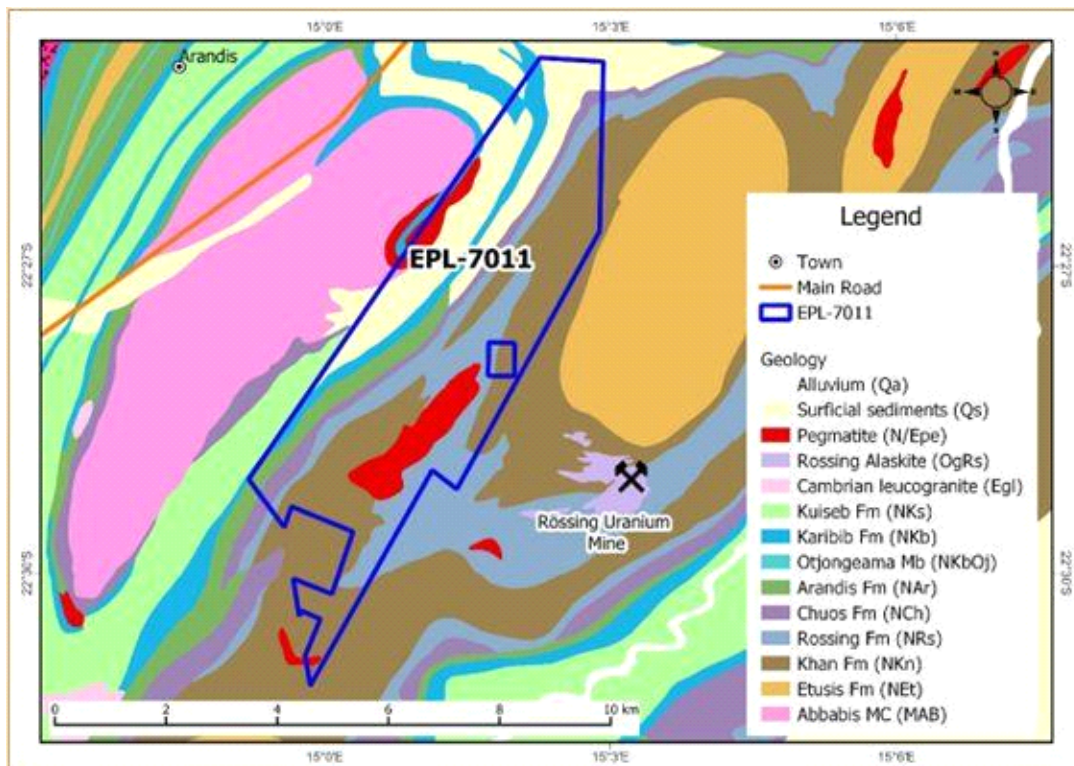 15°0'E 15°3'E 15°6'E
Arandis
22°27'S
EPL-7011
22°27'S
Rössing Uranium
Mine
22°30'S
22°30'S
Legend
Town
Main Road
EPL-7011
Geology
Alluvium (Qa)
Surficial sediments (Qs)
Pegmatite (N/Epe)
Rossing Alaskite (OgRs)
Cambrian leucogranite (Egl)
Kuiseb Fm (NKs)
Karibib Fm (NKb)
Otjongeama Mb (NKbOj)
Arandis Fm (NAr)
Chuos Fm (NCh)
Rossing Fm (NRs)
Khan Fm (NKn)
Etusis Fm (NEt)
Abbabis MC (MAB)
0 2 4 6 8 10 km
15°0'E 15°3'E 15°6'E